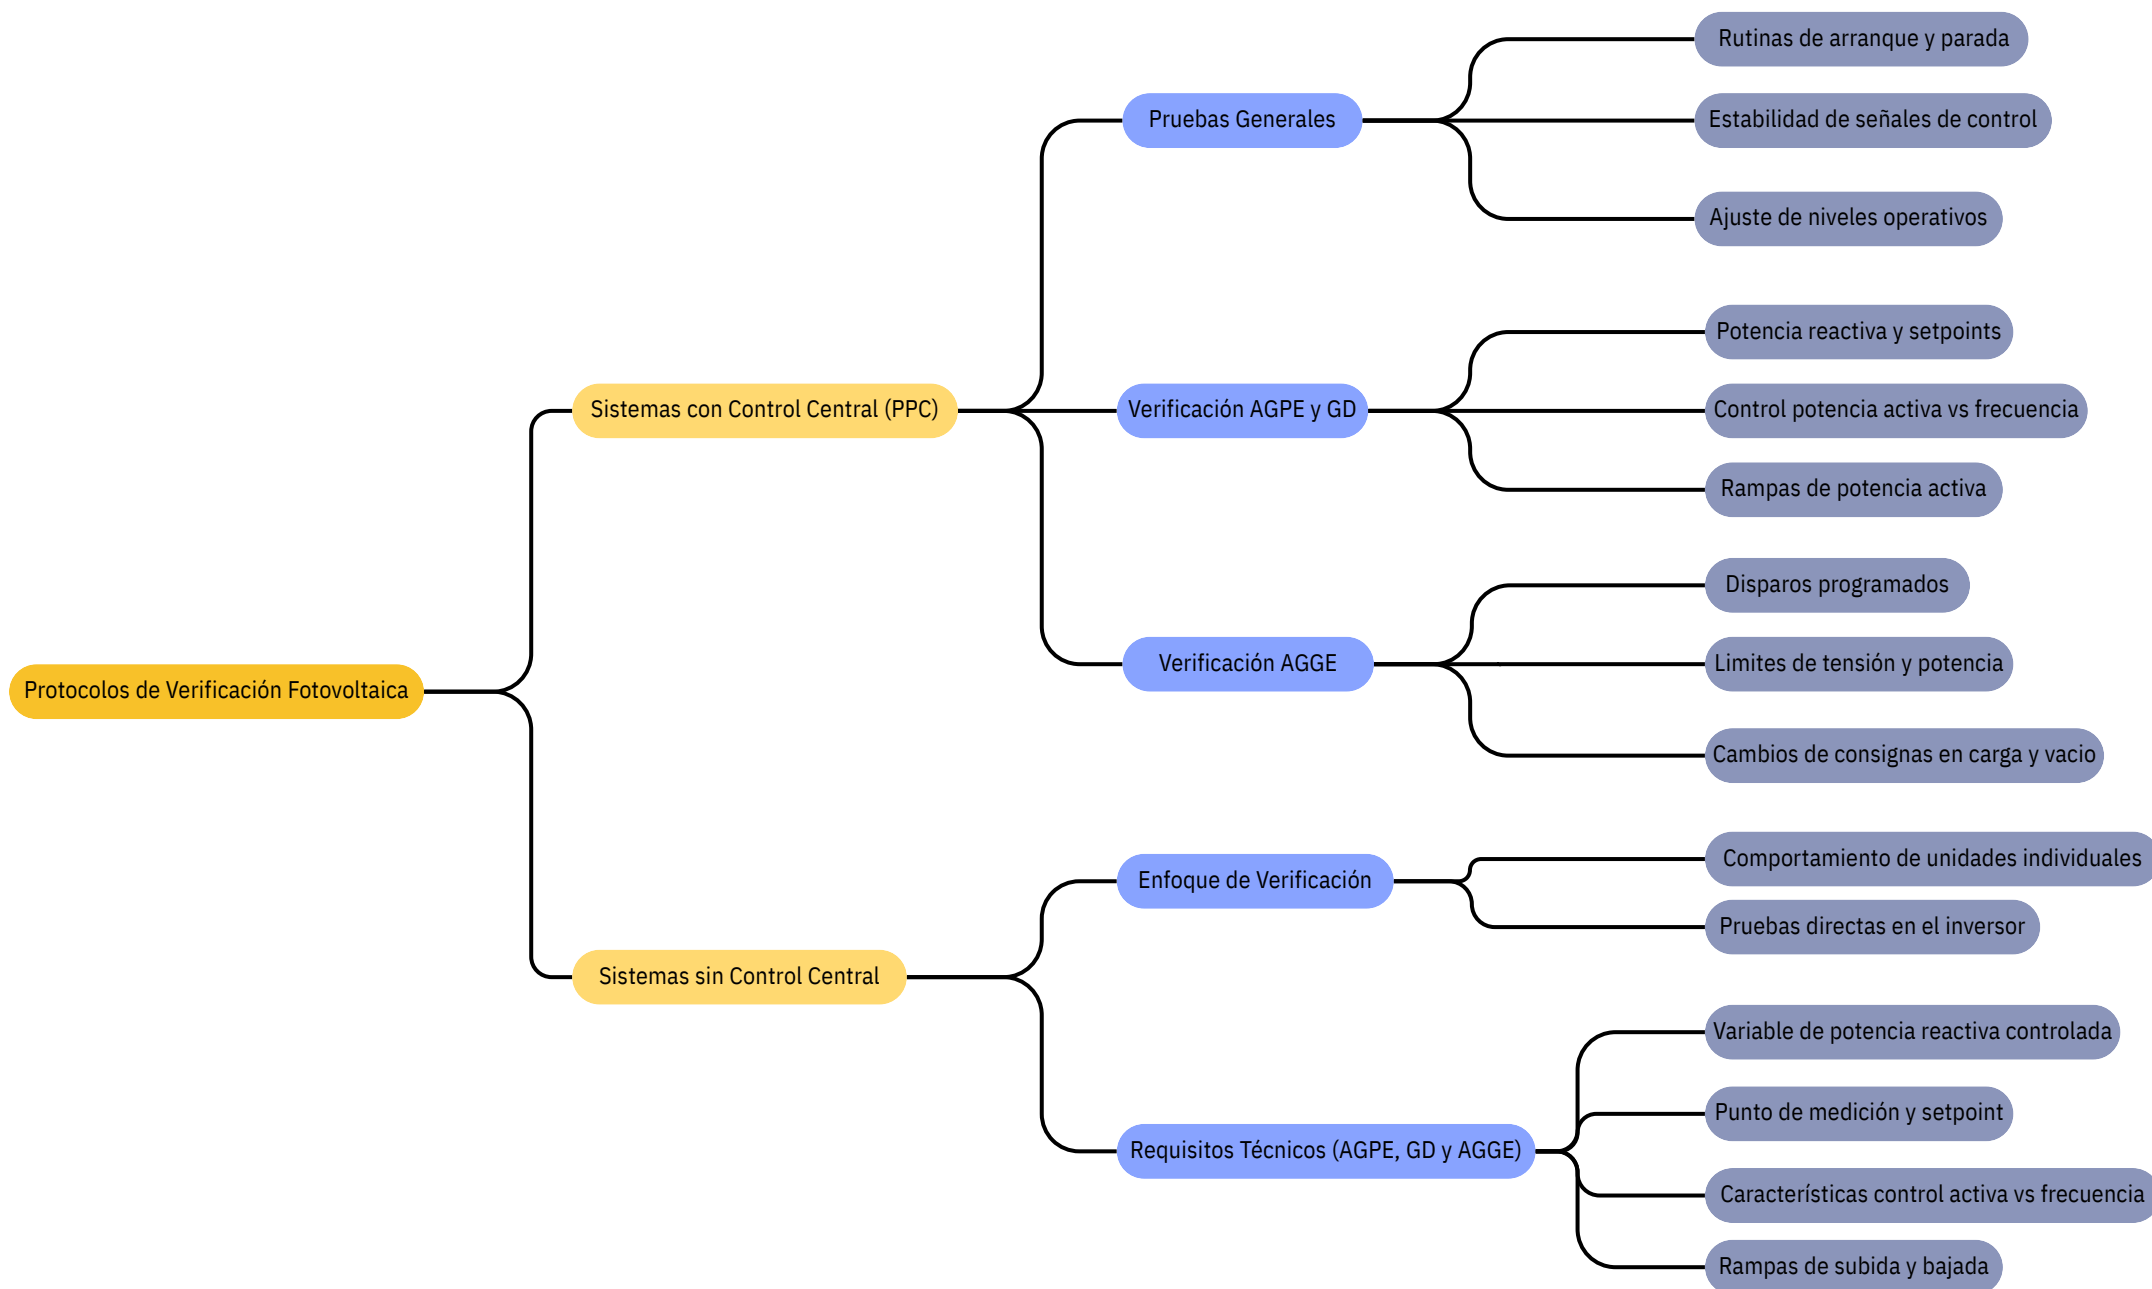 Protocolos de Verificación Fotovoltaica
Sistemas con Control Central (PPC)
Pruebas Generales
Rutinas de arranque y parada
Estabilidad de señales de control
Ajuste de niveles operativos
Verificación AGPE y GD
Potencia reactiva y setpoints
Control potencia activa vs frecuencia
Rampas de potencia activa
Verificación AGGE
Disparos programados
Limites de tensión y potencia
Cambios de consignas en carga y vacio
Sistemas sin Control Central
Enfoque de Verificación
Comportamiento de unidades individuales
Pruebas directas en el inversor
Requisitos Técnicos (AGPE, GD y AGGE)
Variable de potencia reactiva controlada
Punto de medición y setpoint
Características control activa vs frecuencia
Rampas de subida y bajada